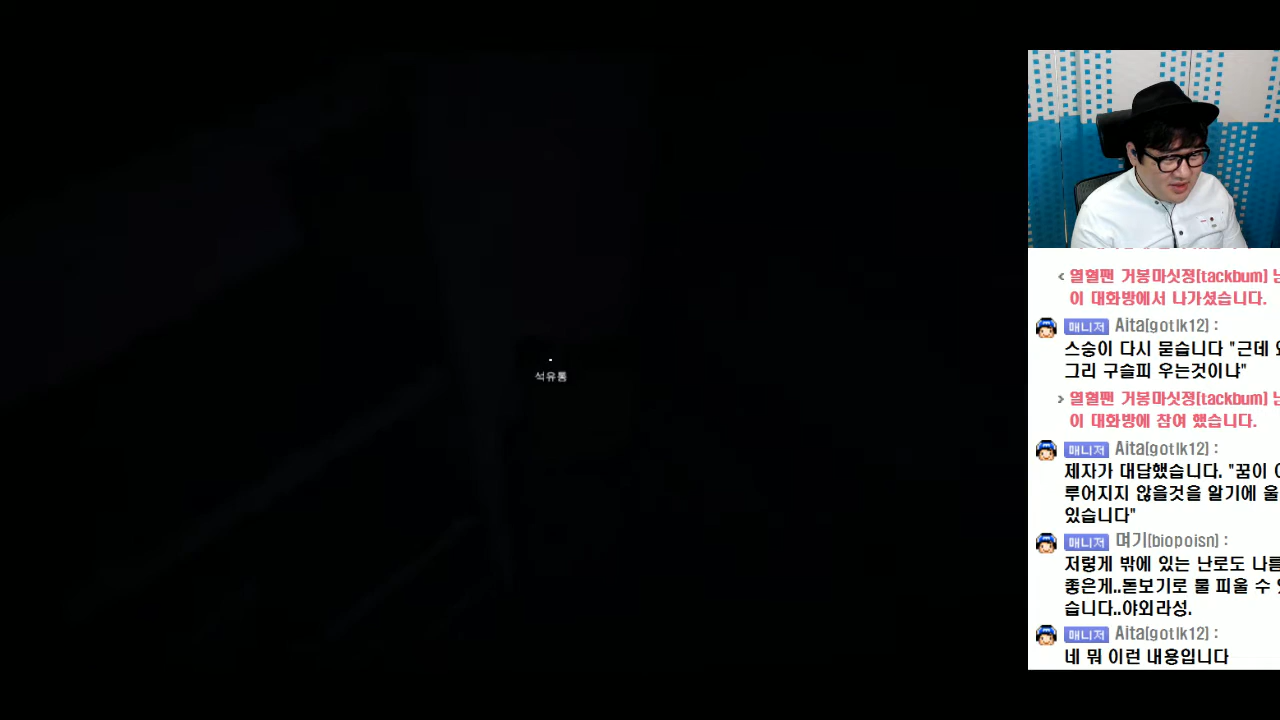 석유통
열혈팬 거봉마싯정(tackbum)
이 대화방에서 나가셨습니다.
매니저 Aita(gotlk12) :
스승이 다시 묻습니다 "근데
그리 구슬피 우는것이냐"
열혈팬 거봉마싯정(tackbum)
이 대화방에 참여 했습니다.
매니저 Aita(gotlk12) :
제자가 대답했습니다. "꿈이
루어지지 않을것을 알기에 울
있습니다"
매니저 며기(biopoisn) :
저렇게 밖에 있는 난로도 나름
좋은게..돋보기로 물 피울 수
습니다..야외라성.
매니저 Aita(gotlk12) :
네 뭐 이런 내용입니다